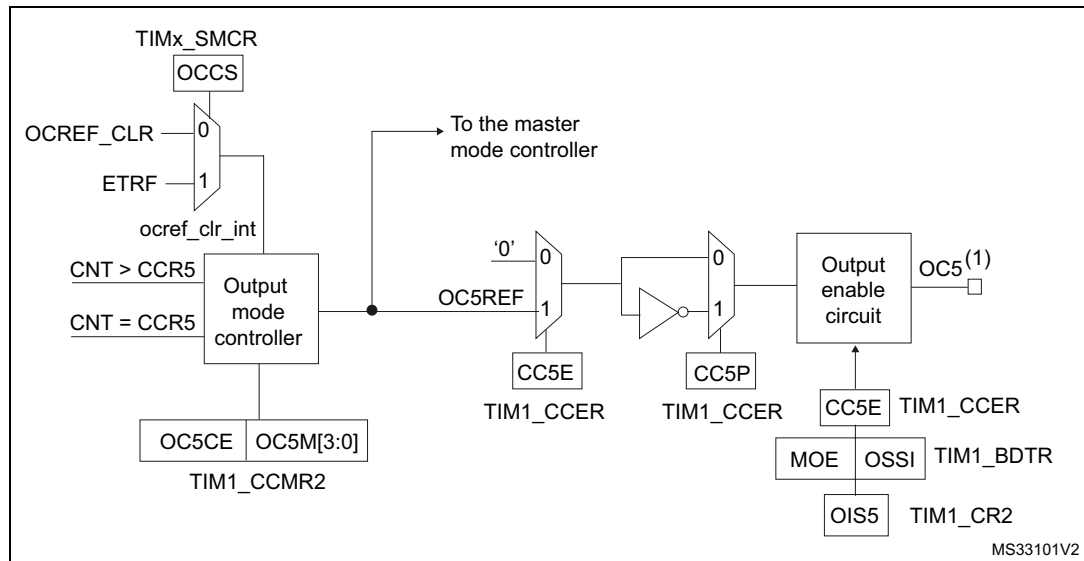 TIMx_SMCR
OCCS
OCREF_CLR
0
ETRF
1
ocref_clr_int
To the master
mode controller
CNT > CCR5
CNT = CCR5
Output
mode
controller
OC5CE
OC5M[3:0]
TIM1_CCMR2
‘0’
0
OC5REF
1
CC5E
TIM1_CCER
0
1
CC5P
TIM1_CCER
Output
enable
circuit
OC5 (1)
CC5E
TIM1_CCER
MOE
OSSI
TIM1_BDTR
OIS5
TIM1_CR2
MS33101V2